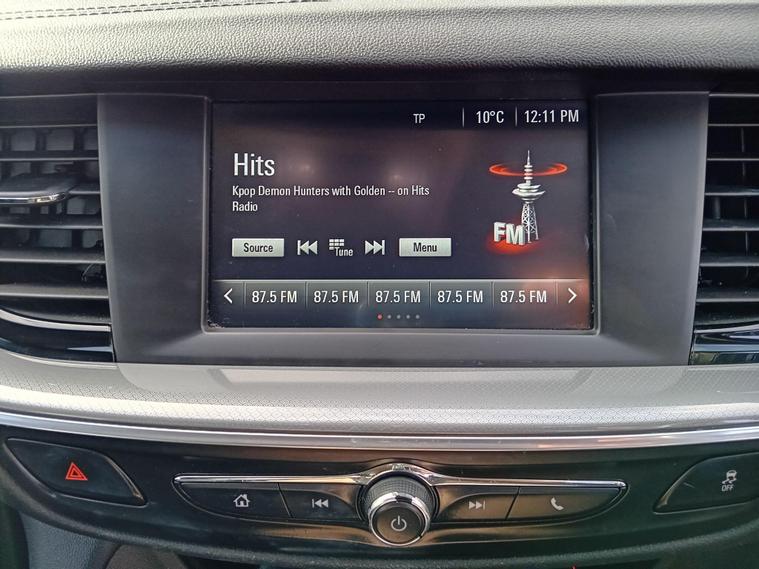 TP 10°C 12:11 PM
Hits
Kpop Demon Hunters with Golden -- on Hits
Radio
FM
Source Tune Menu
87.5 FM 87.5 FM 87.5 FM 87.5 FM 87.5 FM
OFF